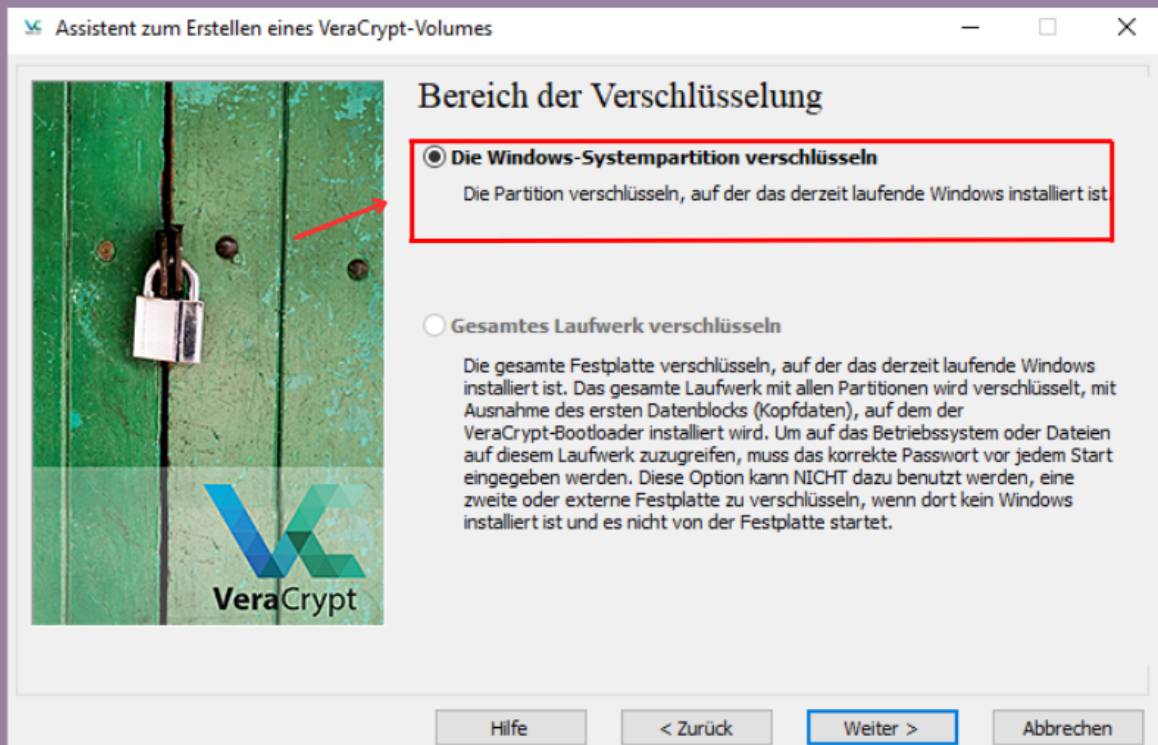 Assistent zum Erstellen eines VeraCrypt-Volumes
Bereich der Verschlüsselung
Die Windows-Systempartition verschlüsseln
Die Partition verschlüsseln, auf der das derzeit laufende Windows installiert ist.
Gesamtes Laufwerk verschlüsseln
Die gesamte Festplatte verschlüsseln, auf der das derzeit laufende Windows
installiert ist. Das gesamte Laufwerk mit allen Partitionen wird verschlüsselt, mit
Ausnahme des ersten Datenblocks (Kopfdaten), auf dem der
VeraCrypt-Bootloader installiert wird. Um auf das Betriebssystem oder Dateien
auf diesem Laufwerk zuzugreifen, muss das korrekte Passwort vor jedem Start
eingegeben werden. Diese Option kann NICHT dazu benutzt werden, eine
zweite oder externe Festplatte zu verschlüsseln, wenn dort kein Windows
installiert ist und es nicht von der Festplatte startet.
VeraCrypt
Hilfe
< Zurück
Weiter >
Abbrechen